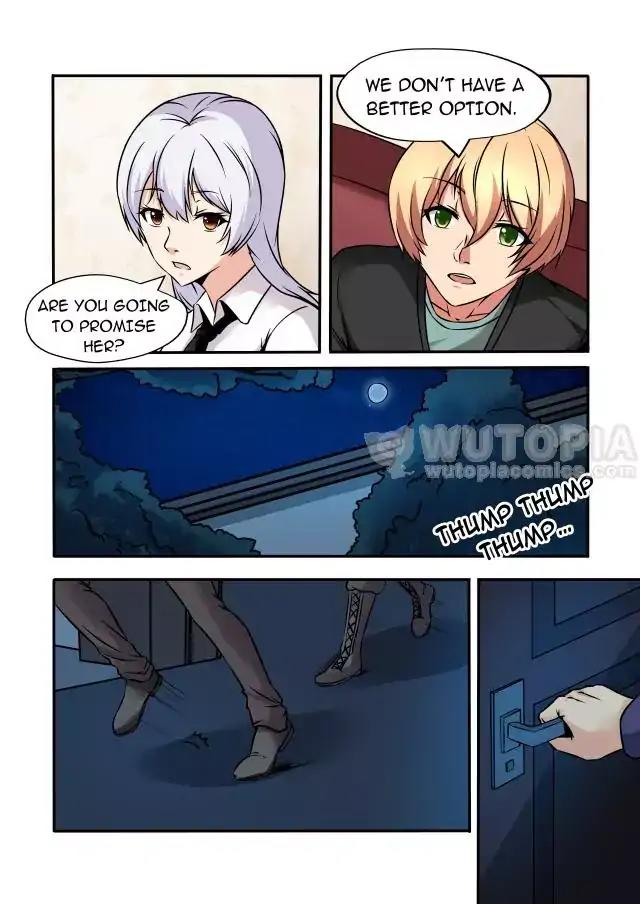 ARE YOU GOING
TO PROMISE
HER?
WE DON'T HAVE A
BETTER OPTION.
WUTOPIA
wutopiacomics.com
THUMP THUMP
THUMP...